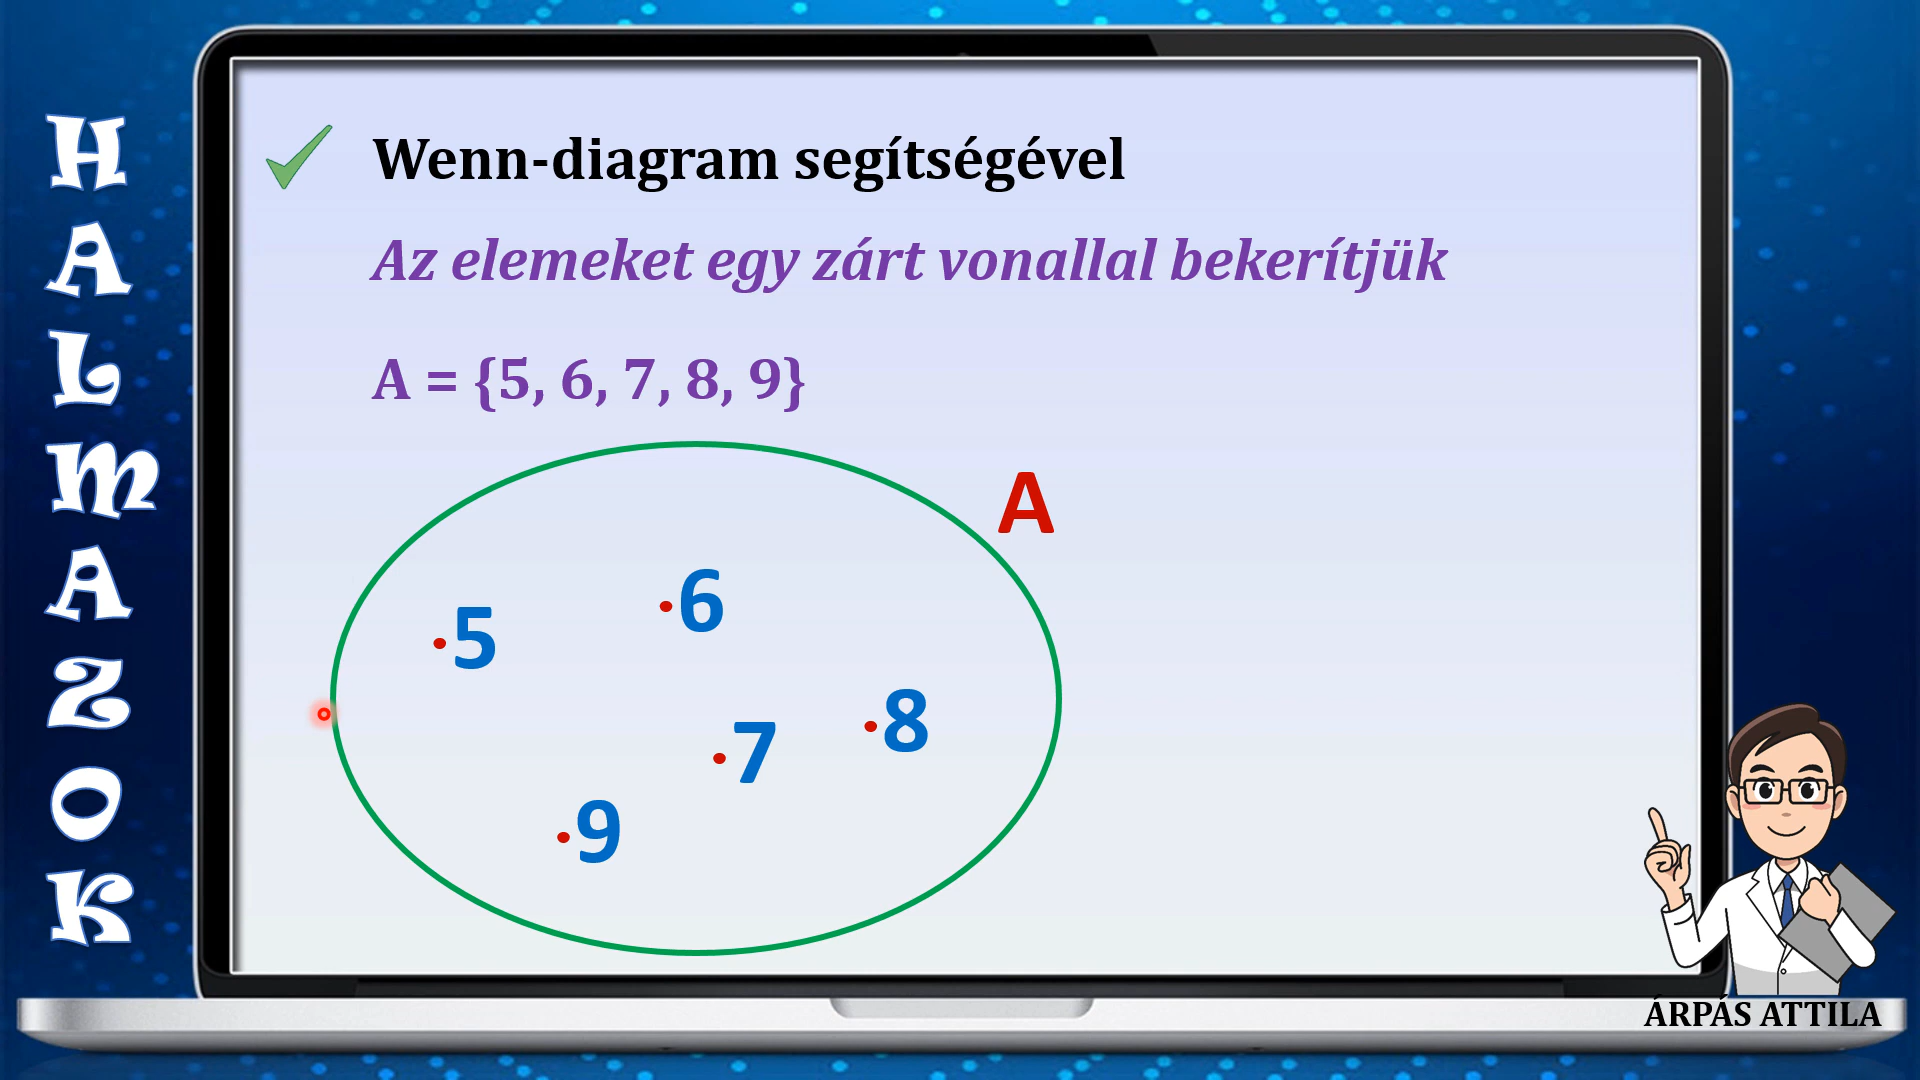 HALMAZOK
Wenn-diagram segítségével
Az elemeket egy zárt vonallal bekerítjük
A = {5, 6, 7, 8, 9}
A
6
5
8
7
9
ÁRPÁS ATTILA